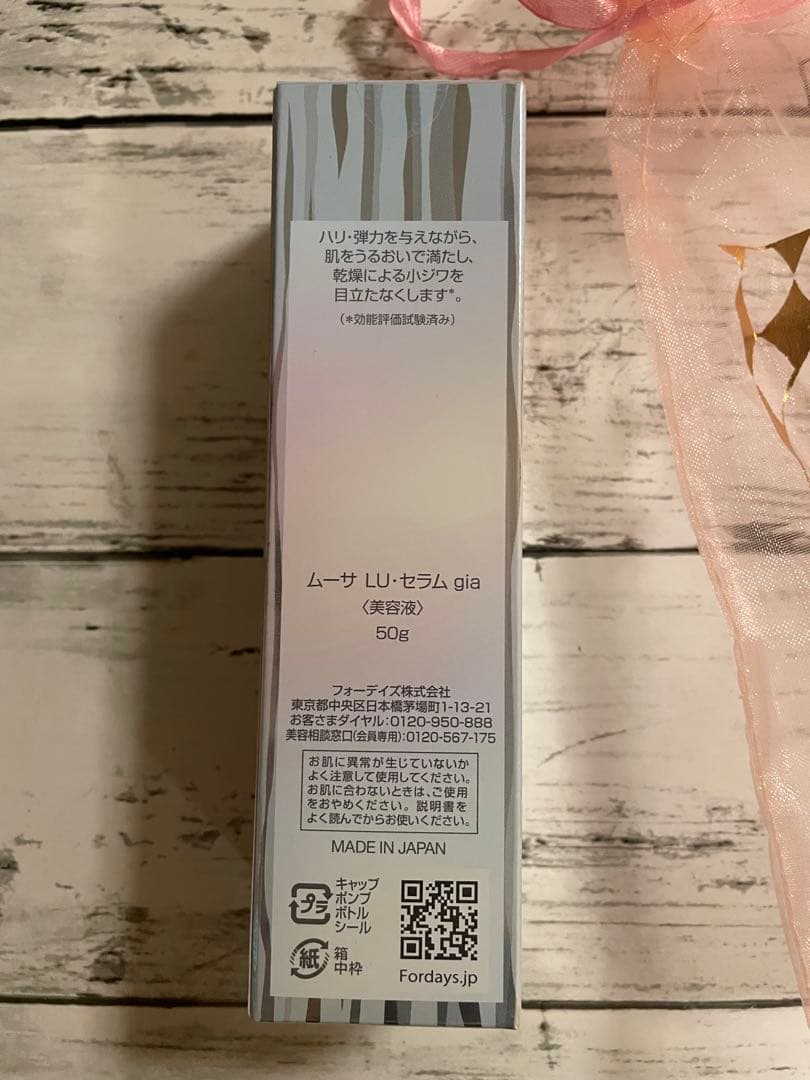 ハリ・弾力を与えながら、
肌をうるおいで満たし、
乾燥による小ジワを
目立たなくします*。
(*効能評価試験済み)
ムーサ LU・セラム gia
〈美容液〉
50g
フォーデイズ株式会社
東京都中央区日本橋茅場町1-13-21
お客さまダイヤル:0120-950-888
美容相談窓口(会員専用):0120-567-175
お肌に異常が生じていないか
よく注意して使用してください。
お肌に合わないときは、ご使用
をおやめください。説明書を
よく読んでからお使いください。
MADE IN JAPAN
プラ
キャップ
ポンプ
ボトル
シール
紙
箱
中枠
Fordays.jp